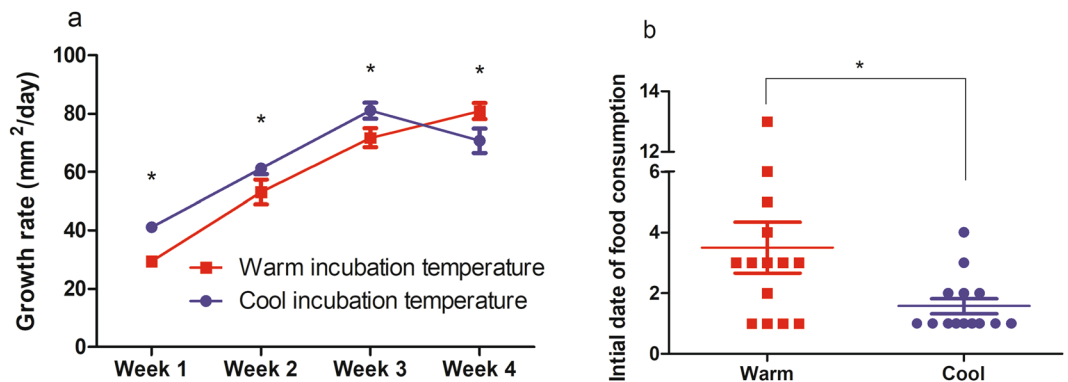 a
Growth rate (mm²/day)
100
80
60
40
20
0
*
*
*
*
Warm incubation temperature
Cool incubation temperature
Week 1 Week 2 Week 3 Week 4
b
Intial date of food consumption
14
12
6
4
2
0
*
Warm Cool